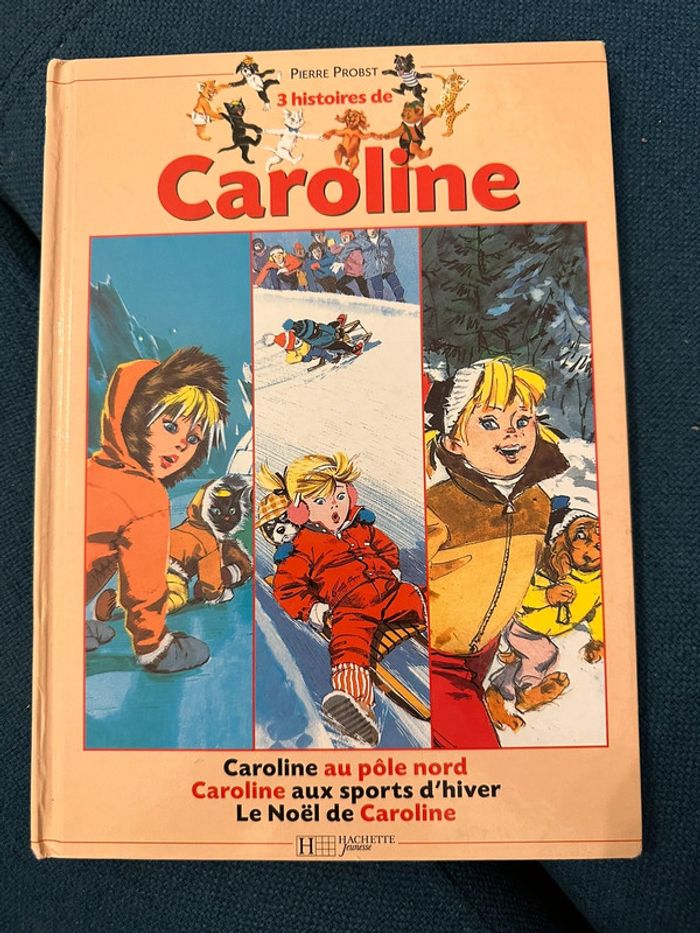 PIERRE PROBST
3 histoires de
Caroline
Caroline au pôle nord
Caroline aux sports d'hiver
Le Noël de Caroline
H HACHETTE
Jeunesse